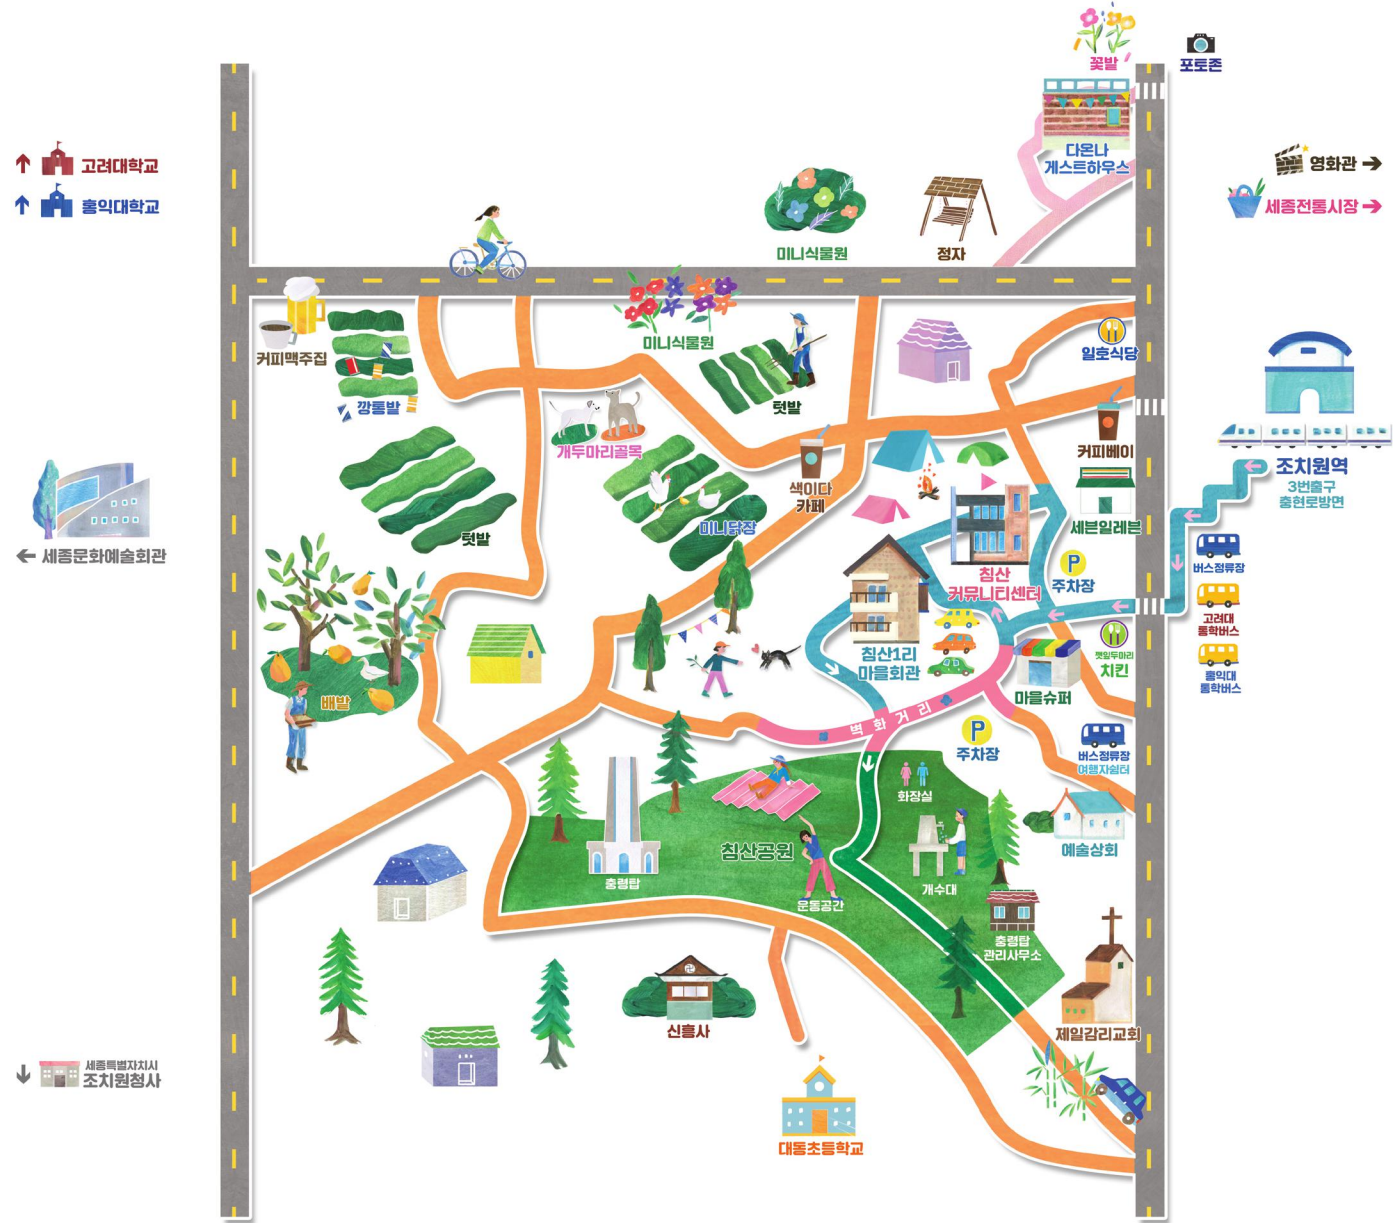 꽃밭
포토존
다온나
게스트하우스
고려대학교
홍익대학교
영화관
세종전통시장
미니식물원
정자
커피맥주집
미니식물원
일호식당
깡통밭
텃밭
개두마리골목
커피베이
조치원역
3번출구
충현로방면
색이다
카페
세븐일레븐
미니닭장
텃밭
세종문화예술회관
침산
커뮤니티센터
P
주차장
버스정류장
고려대
통학버스
침산1리
마을회관
깻잎두마리
치킨
홍익대
통학버스
마을슈퍼
배밭
벽화거리
P
주차장
버스정류장
여행자쉼터
화장실
예술상회
침산공원
충령탑
개수대
운동공간
충령탑
관리사무소
신흥사
제일감리교회
세종특별자치시
조치원청사
대동초등학교